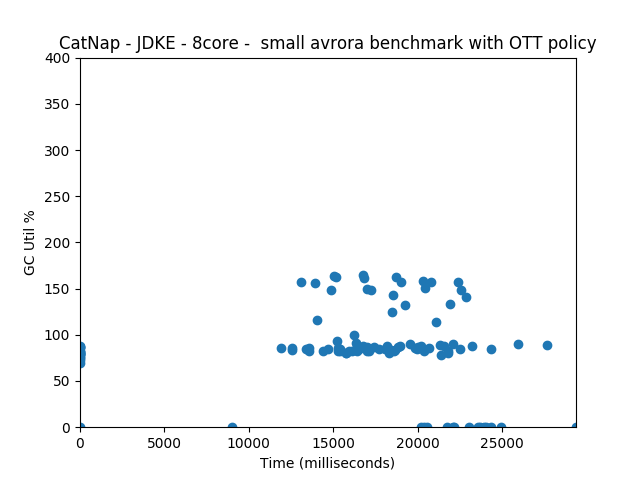 CatNap - JDKE - 8core -  small avrora benchmark with OTT policy
400
350
300
250
200
150
100
50
0
GC Util %
0 5000 10000 15000 20000 25000
Time (milliseconds)